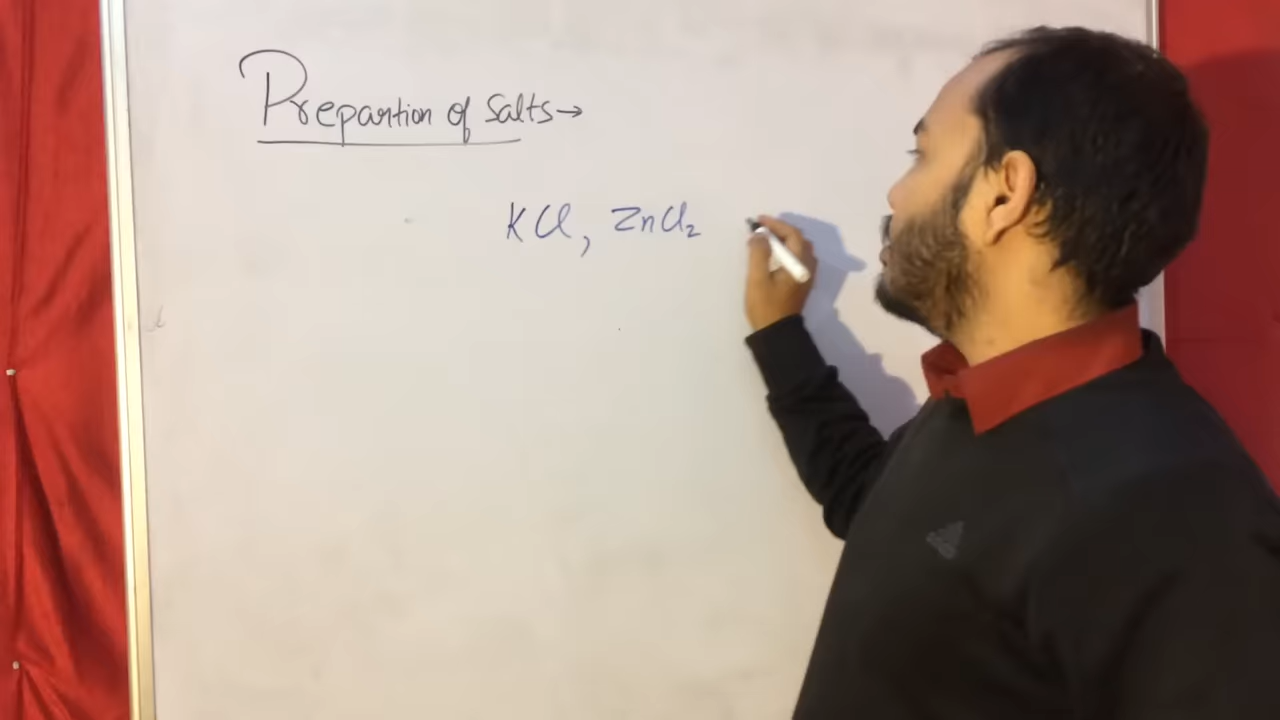 Prepartion of Salts→
KCl, ZnCl₂